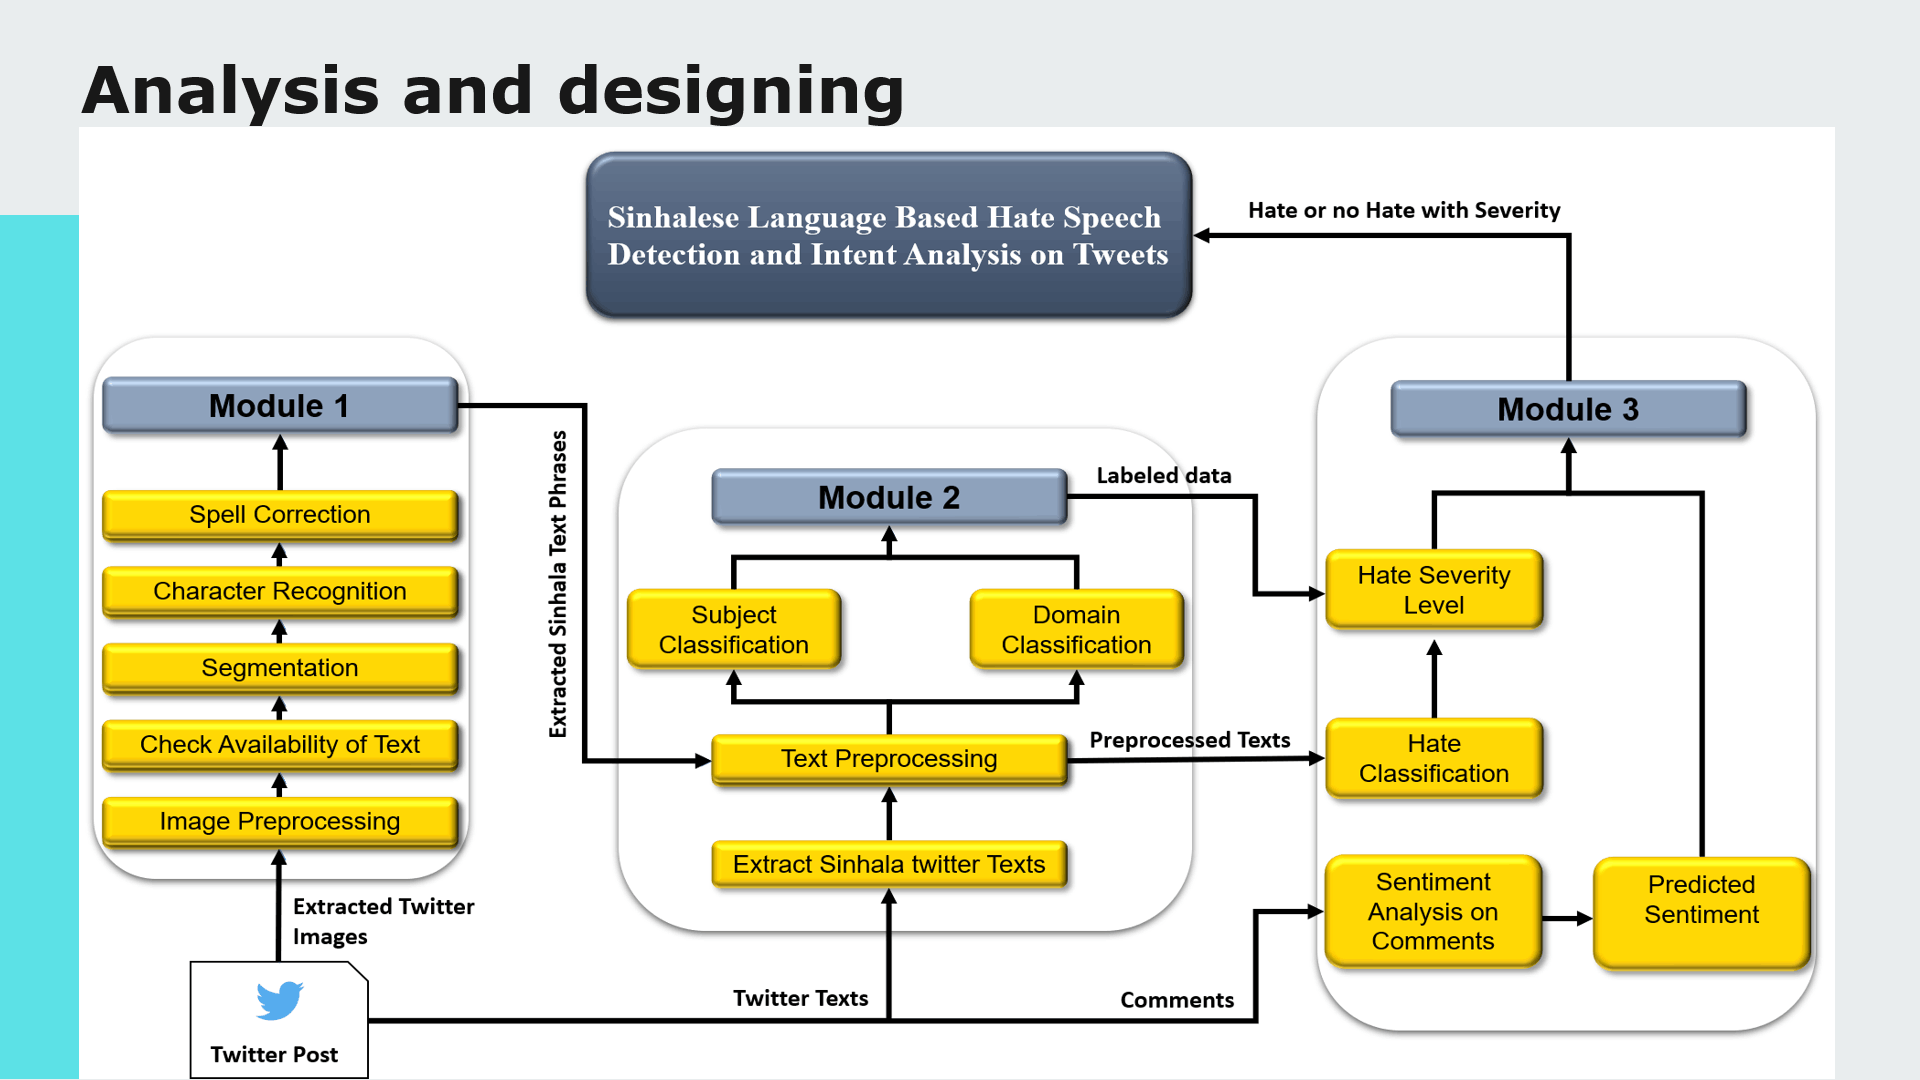 Analysis and designing
Sinhalese Language Based Hate Speech
Detection and Intent Analysis on Tweets
Hate or no Hate with Severity
Module 1
Spell Correction
Character Recognition
Segmentation
Check Availability of Text
Image Preprocessing
Extracted Twitter
Images
Twitter Post
Extracted Sinhala Text Phrases
Module 2
Labeled data
Subject
Classification
Domain
Classification
Text Preprocessing
Preprocessed Texts
Extract Sinhala twitter Texts
Twitter Texts
Comments
Module 3
Hate Severity
Level
Hate
Classification
Sentiment
Analysis on
Comments
Predicted
Sentiment